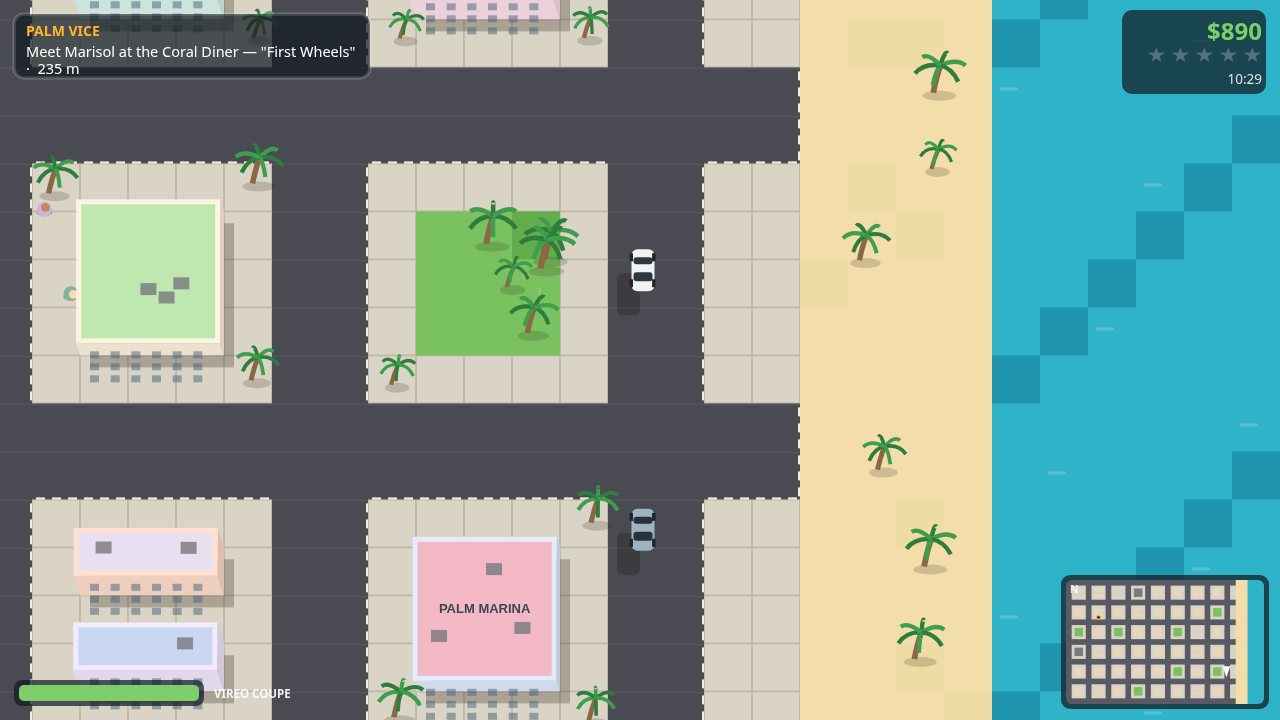 PALM VICE
Meet Marisol at the Coral Diner — "First Wheels"
· 235 m
$890
★ ★ ★ ★ ★
10:29
PALM MARINA
N
VIREO COUPE